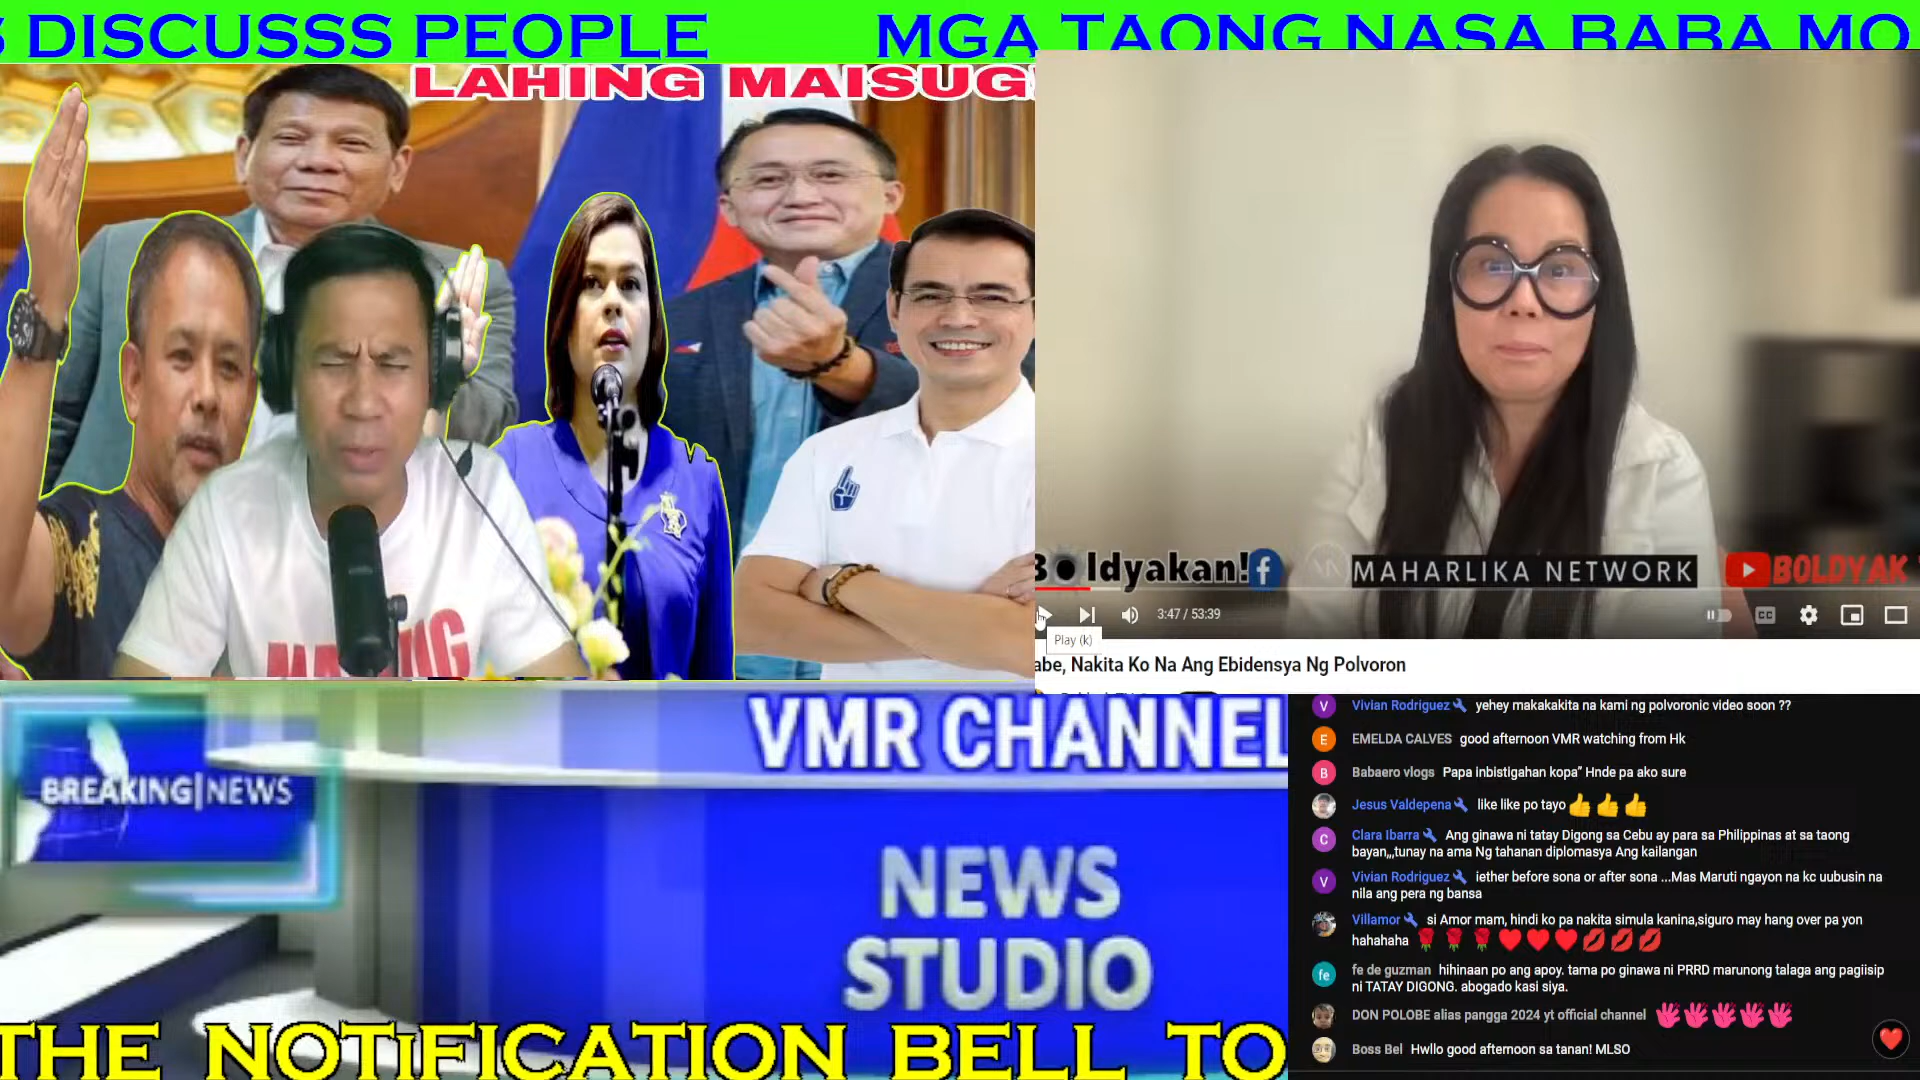 S DISCUSSS PEOPLE MGA TAONG NASA BABA MO
LAHING MAISUG
Boldyakan!
MAHARLIKA NETWORK
BOLDYAK
3:47 / 53:39
CC
Play (k)
abe, Nakita Ko Na Ang Ebidensya Ng Polvoron
VMR CHANNEL
BREAKING|NEWS
NEWS
STUDIO
THE NOTIFICATION BELL TO
V Vivian Rodriguez yehey makakakita na kami ng polvoronic video soon ??
E EMELDA CALVES good afternoon VMR watching from Hk
B Babaero vlogs Papa inbistigahan kopa" Hnde pa ako sure
Jesus Valdepena like like po tayo 👍 👍 👍
C Clara Ibarra Ang ginawa ni tatay Digong sa Cebu ay para sa Philippinas at sa taong
bayan,,,tunay na ama Ng tahanan diplomasya Ang kailangan
V Vivian Rodriguez iether before sona or after sona ...Mas Maruti ngayon na kc uubusin na
nila ang pera ng bansa
Villamor si Amor mam, hindi ko pa nakita simula kanina,siguro may hang over pa yon
hahahaha 🌹 🌹 🌹 ❤️ ❤️ ❤️ 💋 💋 💋
fe fe de guzman hihinaan po ang apoy. tama po ginawa ni PRRD marunong talaga ang pagiisip
ni TATAY DIGONG. abogado kasi siya.
DON POLOBE alias pangga 2024 yt official channel
Boss Bel Hwllo good afternoon sa tanan! MLSO